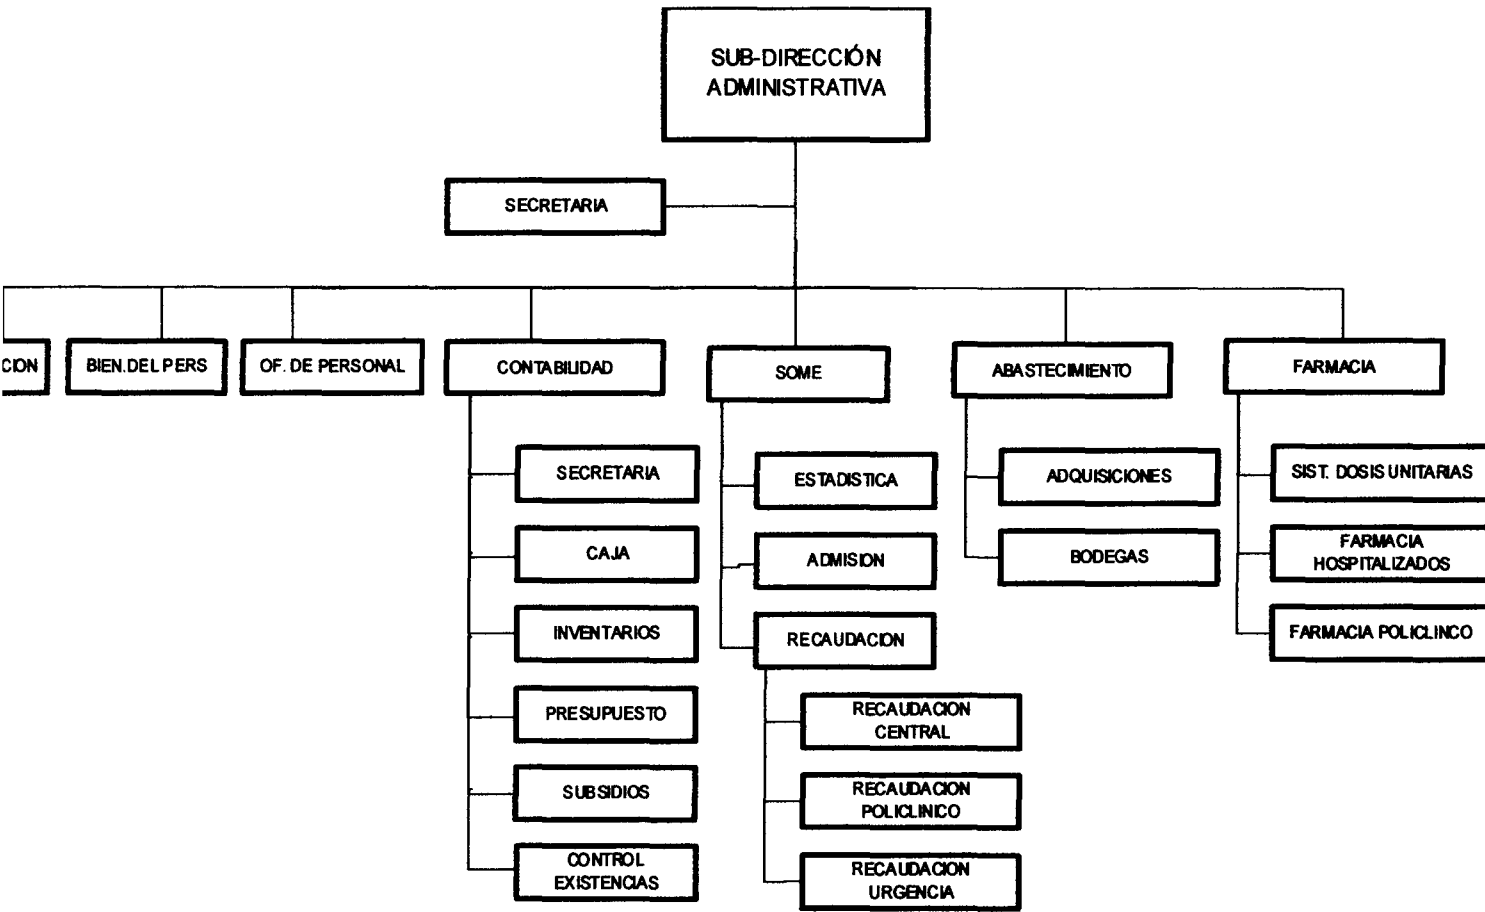 SUB-DIRECCIÓN
ADMINISTRATIVA
SECRETARIA
CION
BIEN.DEL PERS
OF. DE PERSONAL
CONTABILIDAD
SOME
ABASTECIMIENTO
FARMACIA
SECRETARIA
CAJA
INVENTARIOS
PRESUPUESTO
SUBSIDIOS
CONTROL
EXISTENCIAS
ESTADISTICA
ADMISION
RECAUDACION
RECAUDACION
CENTRAL
RECAUDACION
POLICLINICO
RECAUDACION
URGENCIA
ADQUISICIONES
BODEGAS
SIST. DOSIS UNITARIAS
FARMACIA
HOSPITALIZADOS
FARMACIA POLICLINCO